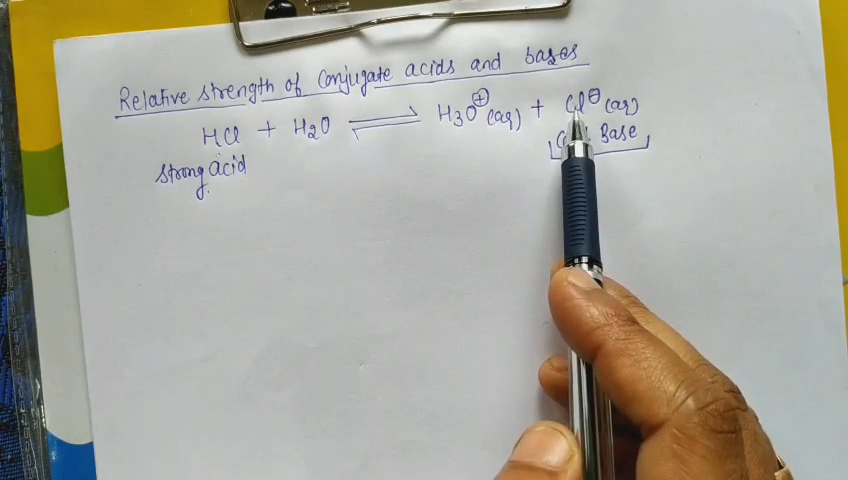 Relative strength of Conjugate acids and bases
HCl + H2O ⇌ H3O⊕ (aq) + Cl⊖ (aq)
Base
strong acid